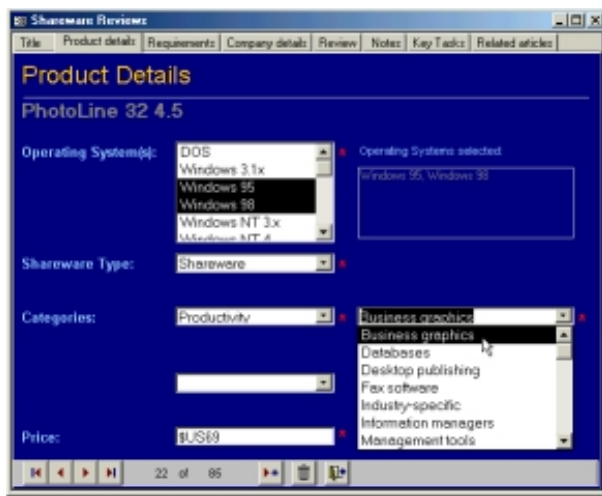 Shareware Reviews
Title Product details Requirements Company details Review Notes Key Tasks Related articles
Product Details
PhotoLine 32 4.5
Operating System(s):
DOS
Windows 3.1x
Windows 95
Windows 98
Windows NT 3.x
Windows NT 4
Operating Systems selected:
Windows 95, Windows 98
Shareware Type: Shareware
Categories: Productivity Business graphics
Business graphics
Databases
Desktop publishing
Fax software
Industry-specific
Information managers
Management tools
Price: $US69
22 of 85